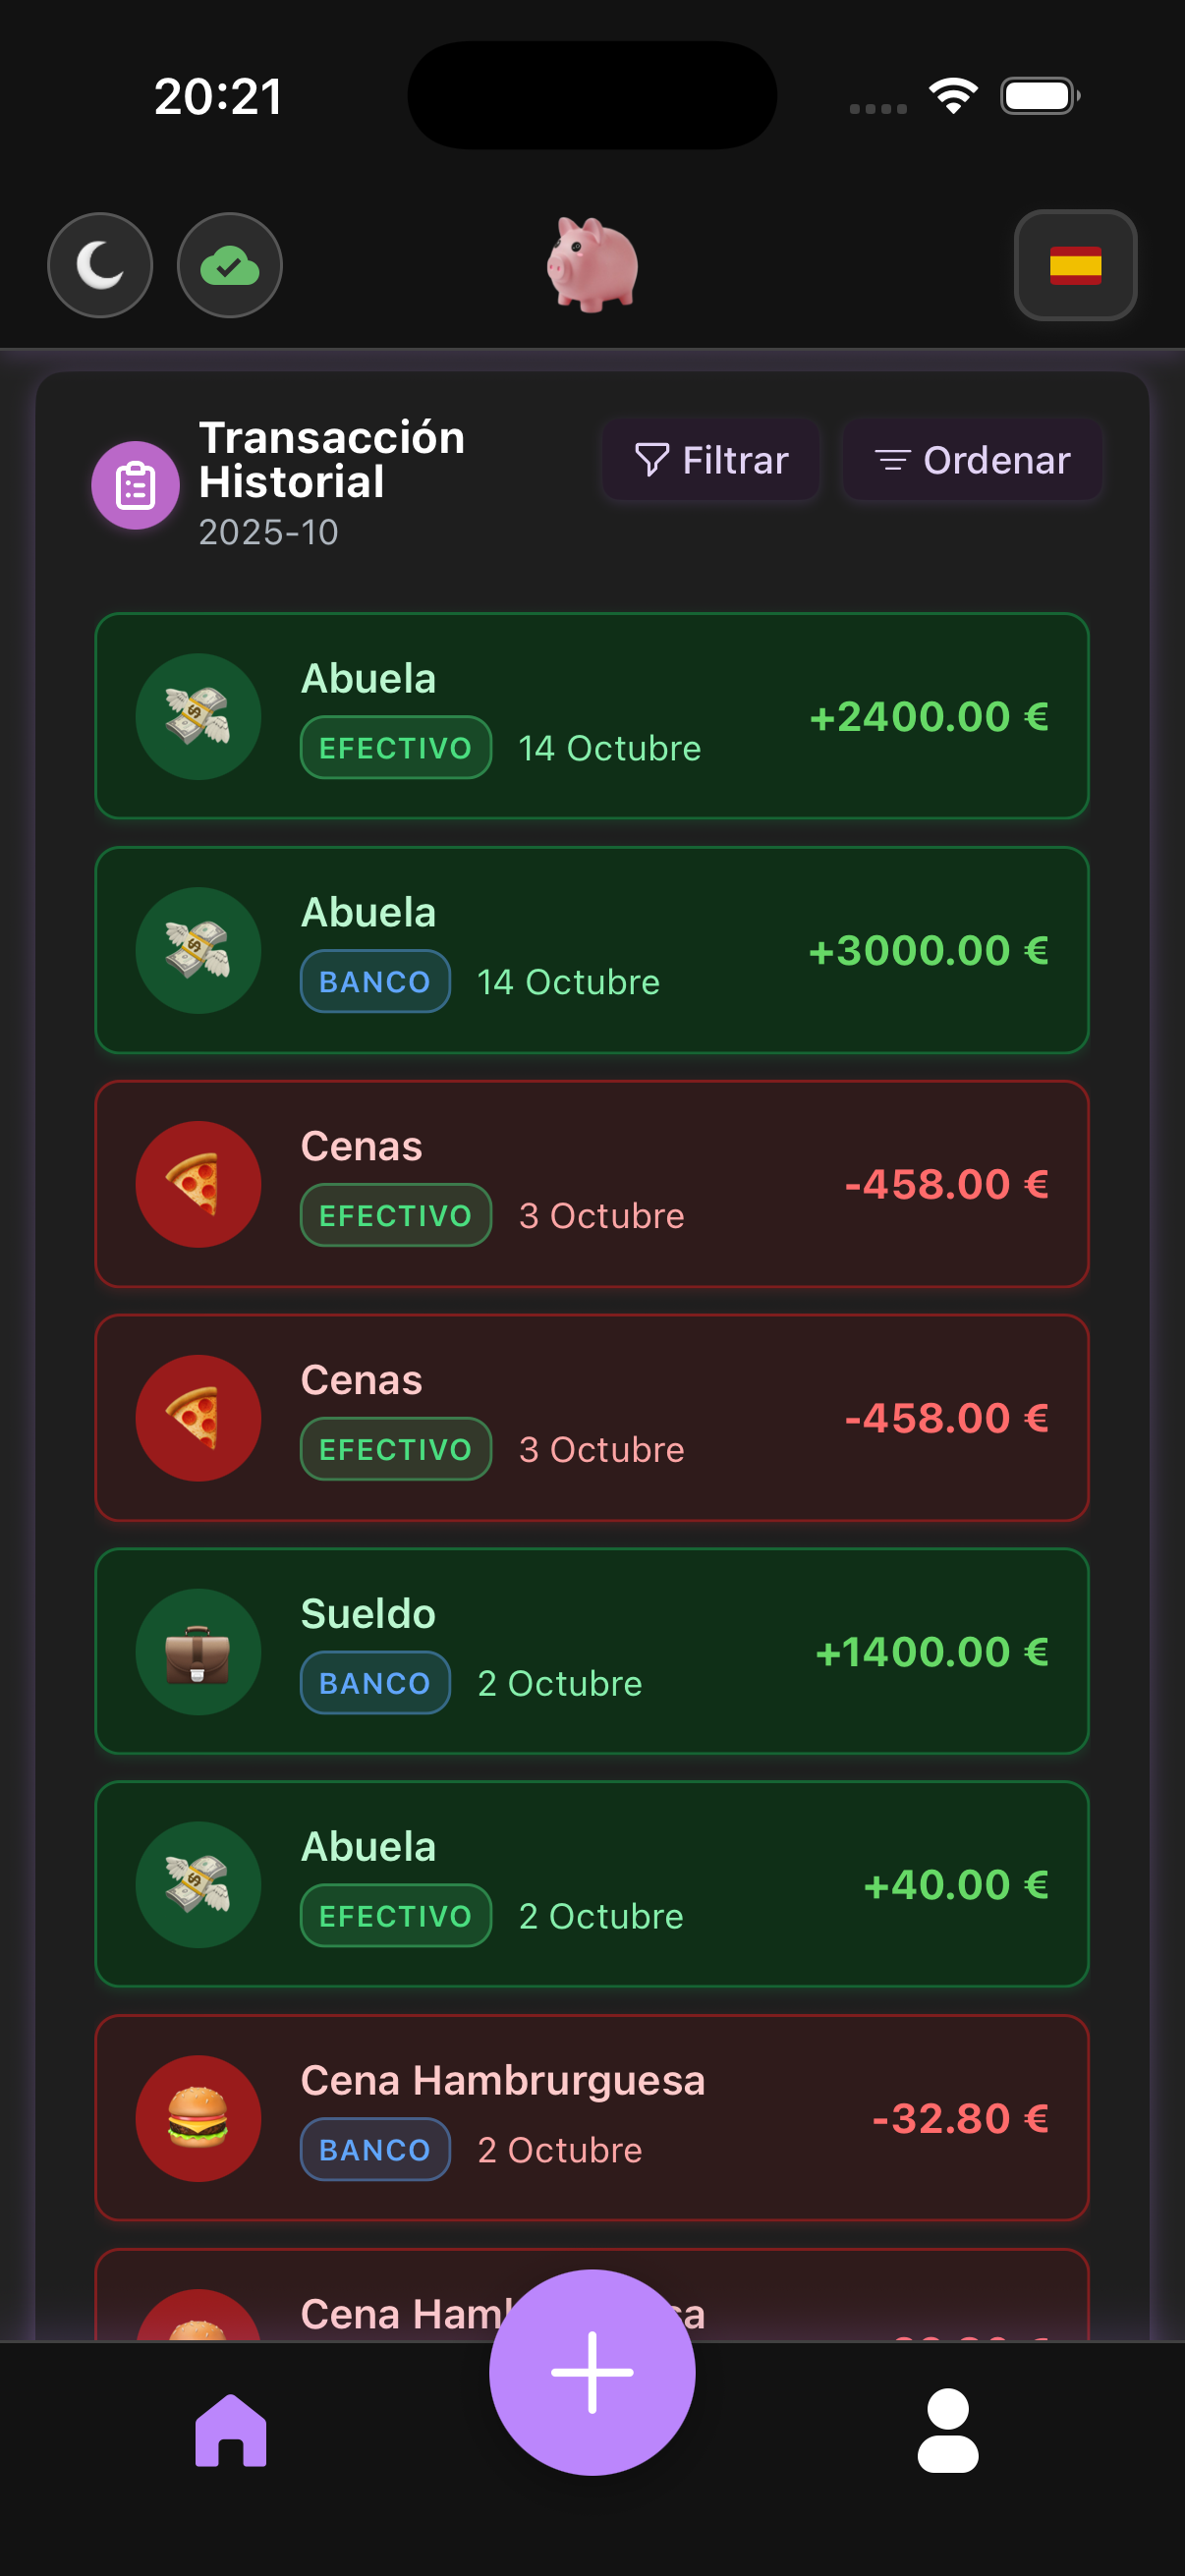 20:21
Transacción
Historial
2025-10
Filtrar
Ordenar
Abuela
EFECTIVO 14 Octubre
+2400.00 €
Abuela
BANCO 14 Octubre
+3000.00 €
Cenas
EFECTIVO 3 Octubre
-458.00 €
Cenas
EFECTIVO 3 Octubre
-458.00 €
Sueldo
BANCO 2 Octubre
+1400.00 €
Abuela
EFECTIVO 2 Octubre
+40.00 €
Cena Hambrurguesa
BANCO 2 Octubre
-32.80 €
Cena